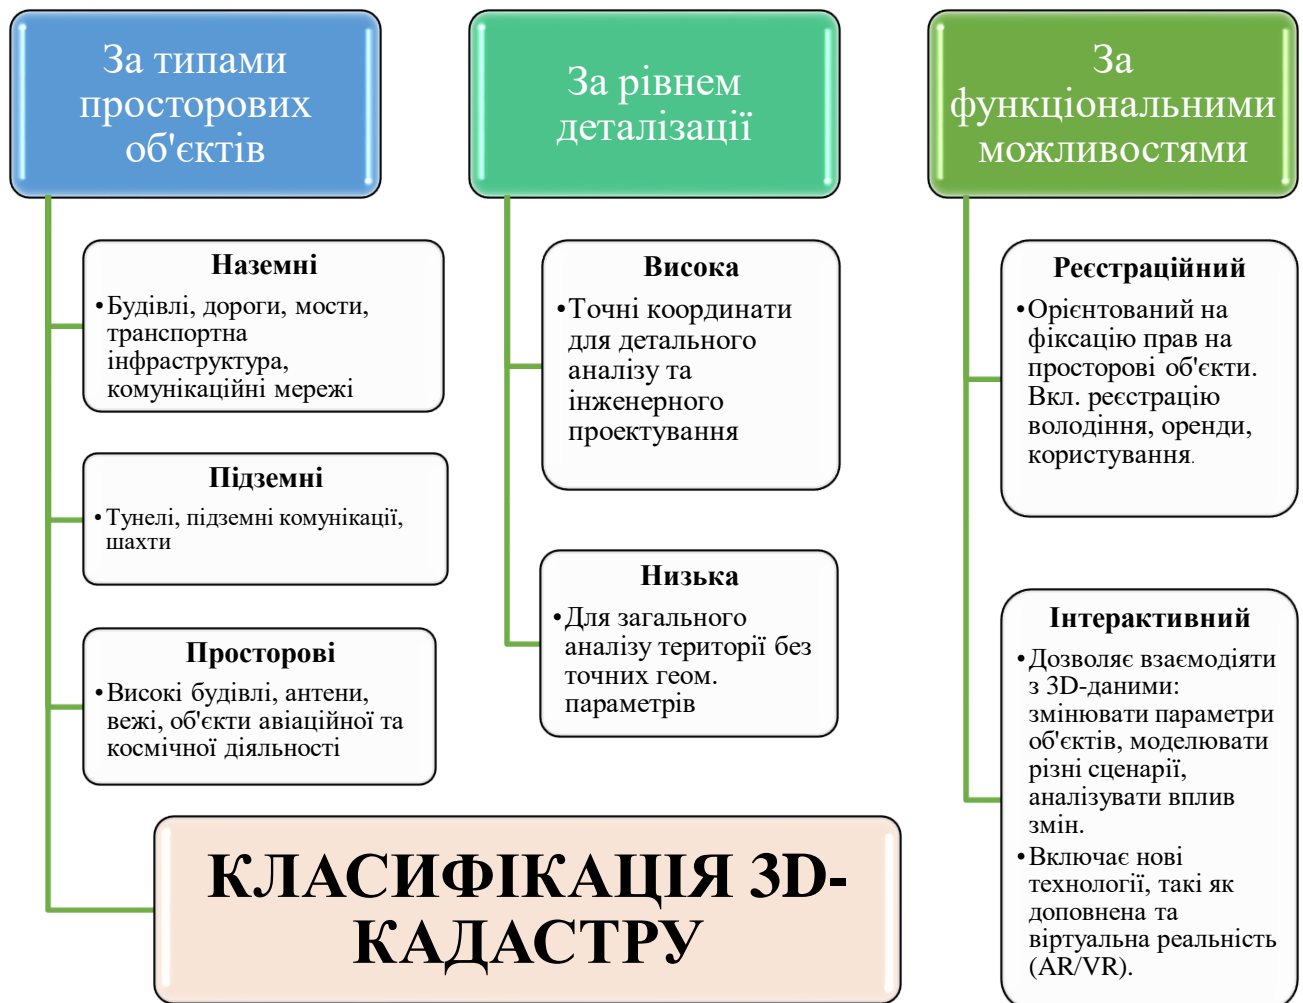 За типами
просторових
об'єктів
Наземні
•Будівлі, дороги, мости,
транспортна
інфраструктура,
комунікаційні мережі
Підземні
•Тунелі, підземні комунікації,
шахти
Просторові
•Високі будівлі, антени,
вежі, об'єкти авіаційної та
космічної діяльності
За рівнем
деталізації
Висока
•Точні координати
для детального
аналізу та
інженерного
проектування
Низька
•Для загального
аналізу території без
точних геом.
параметрів
За
функціональними
можливостями
Реєстраційний
•Орієнтований на
фіксацію прав на
просторові об'єкти.
Вкл. реєстрацію
володіння, оренди,
користування.
Інтерактивний
•Дозволяє взаємодіяти
з 3D-даними:
змінювати параметри
об'єктів, моделювати
різні сценарії,
аналізувати вплив
змін.
•Включає нові
технології, такі як
доповнена та
віртуальна реальність
(AR/VR).
КЛАСИФІКАЦІЯ 3D-
КАДАСТРУ